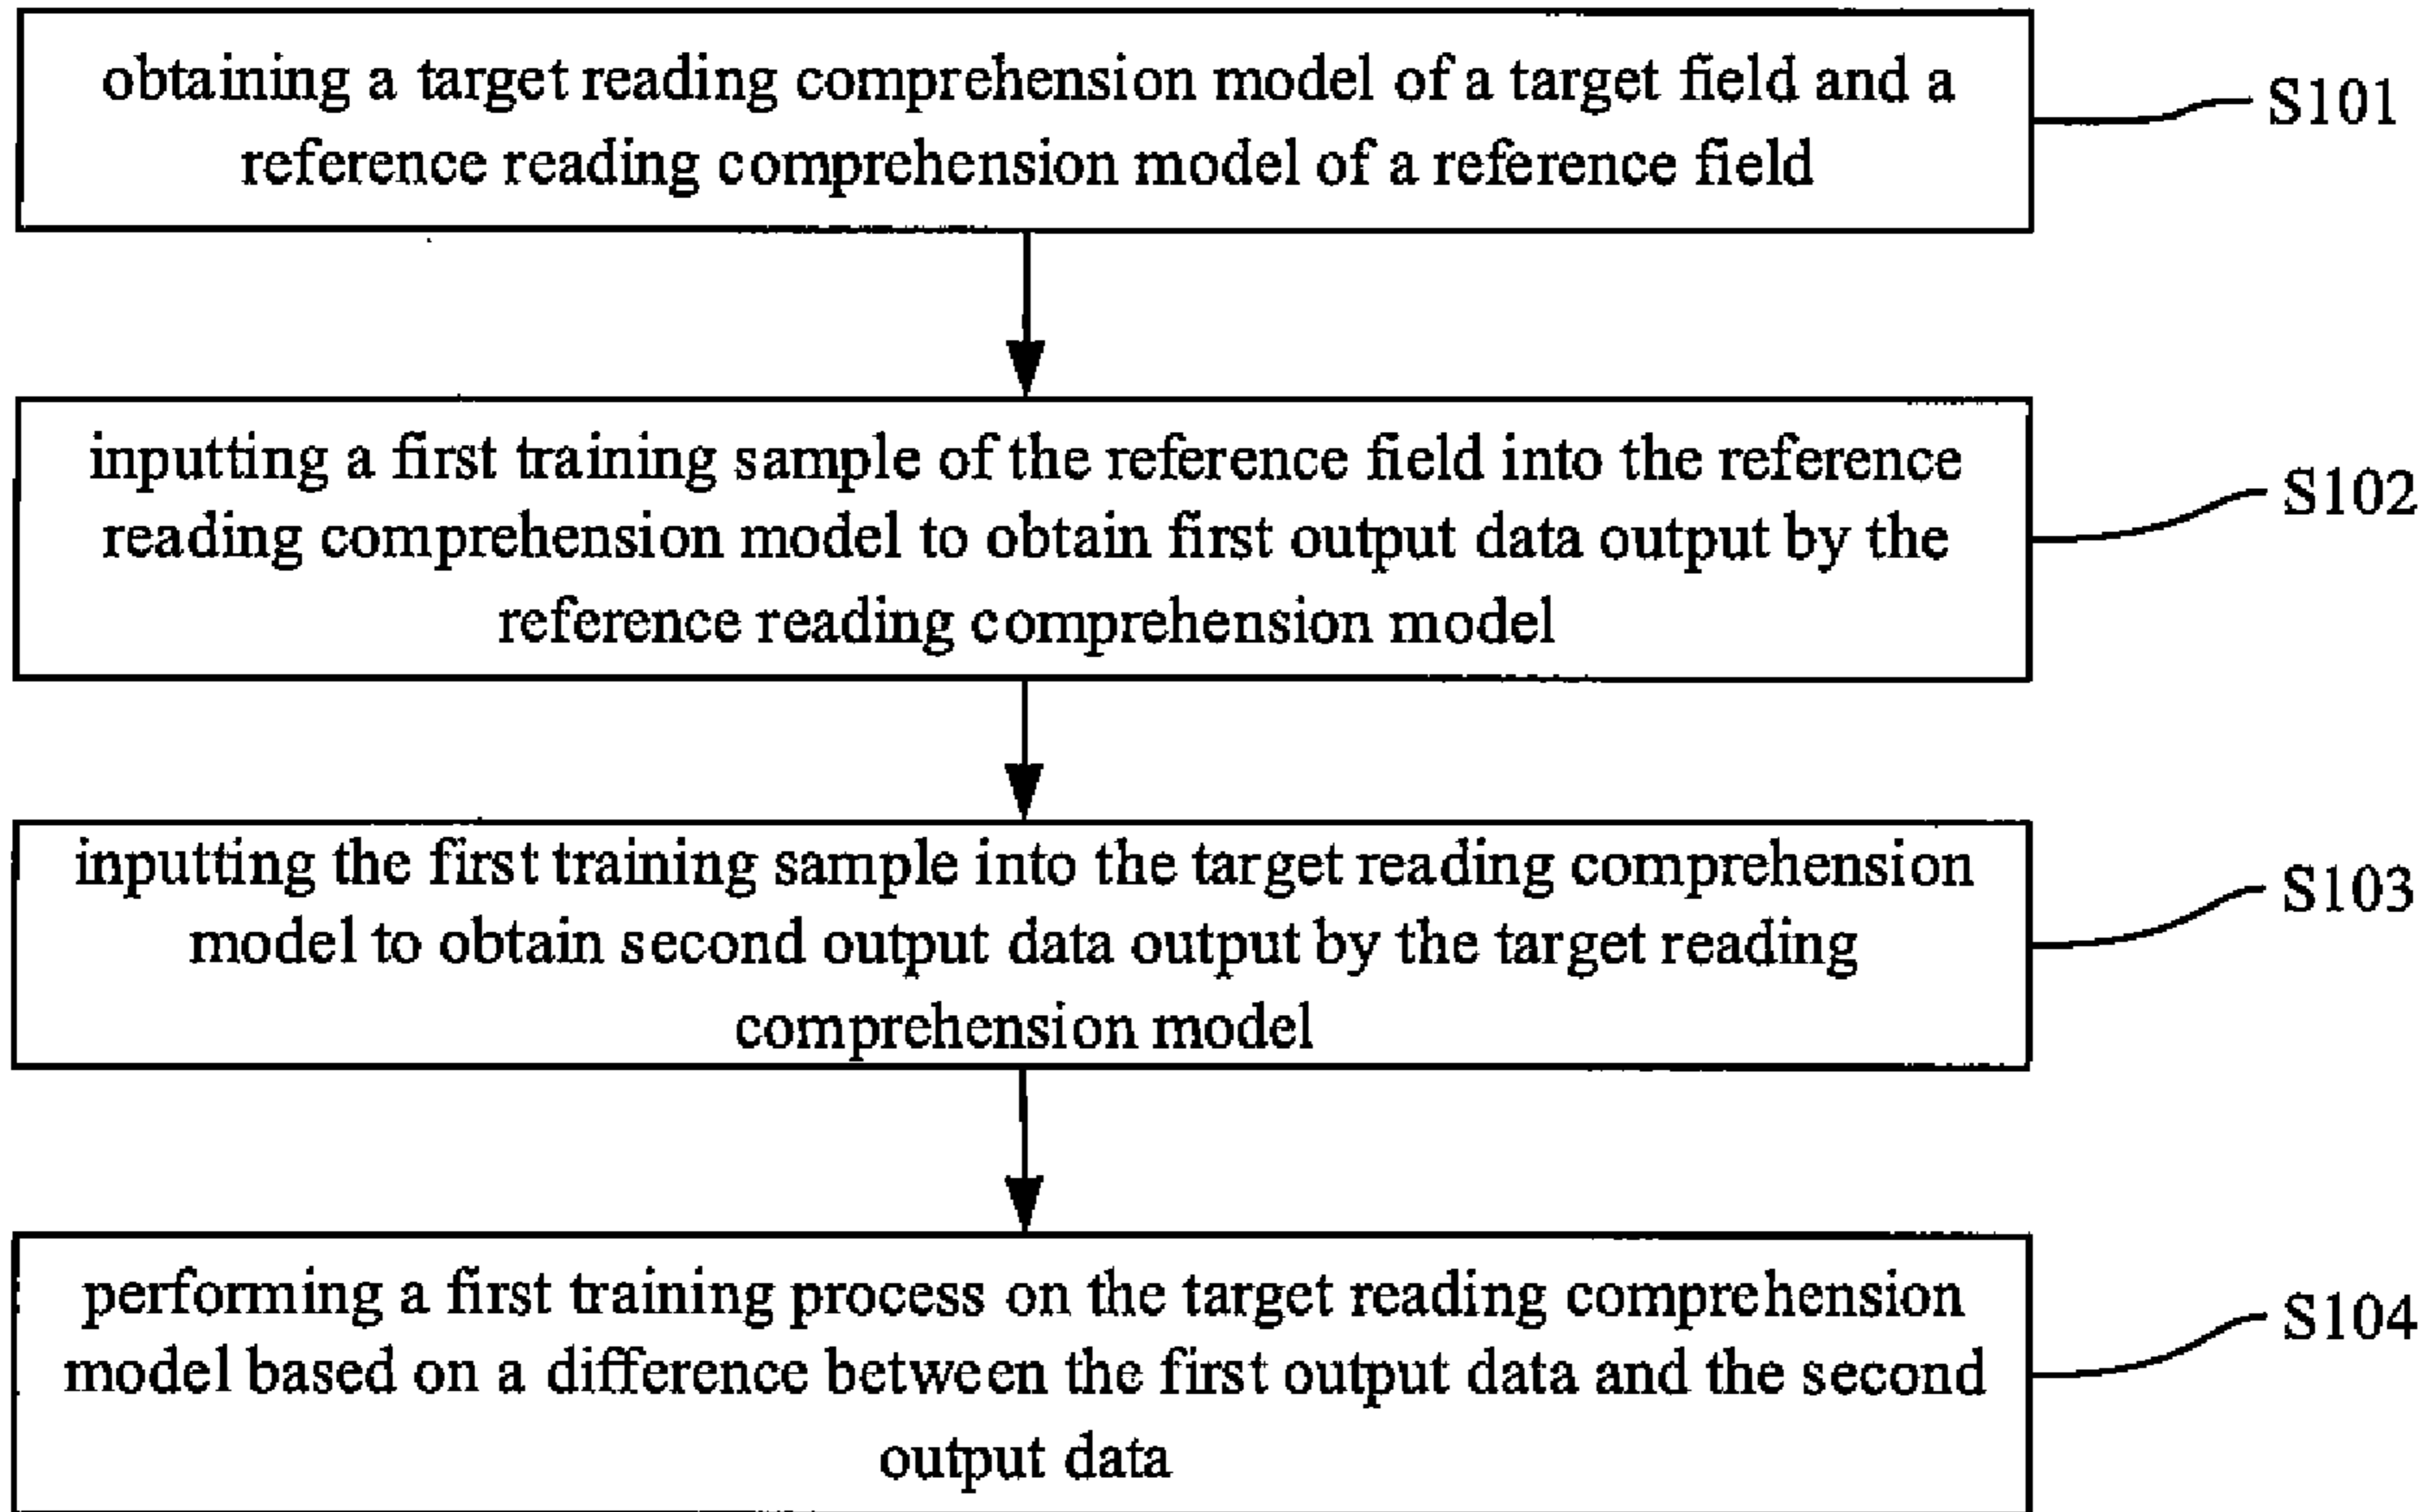 obtaining a target reading comprehension model of a target field and a
reference reading comprehension model of a reference field
S101
inputting a first training sample of the reference field into the reference
reading comprehension model to obtain first output data output by the
reference reading comprehension model
S102
inputting the first training sample into the target reading comprehension
model to obtain second output data output by the target reading
comprehension model
S103
performing a first training process on the target reading comprehension
model based on a difference between the first output data and the second
output data
S104